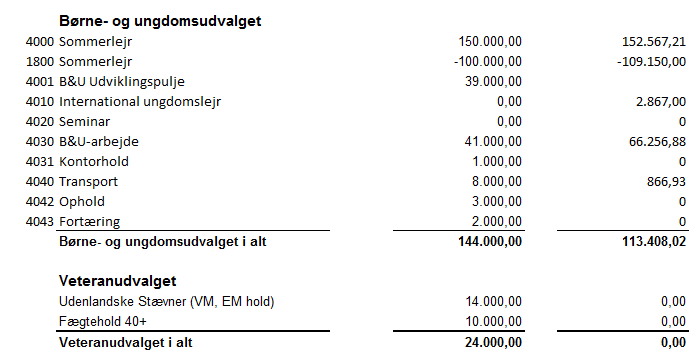 Børne- og ungdomsudvalget
4000 Sommerlejr 150.000,00 152.567,21
1800 Sommerlejr -100.000,00 -109.150,00
4001 B&U Udviklingspulje 39.000,00
4010 International ungdomslejr 0,00 2.867,00
4020 Seminar 0,00 0
4030 B&U-arbejde 41.000,00 66.256,88
4031 Kontorhold 1.000,00 0
4040 Transport 8.000,00 866,93
4042 Ophold 3.000,00 0
4043 Fortæring 2.000,00 0
Børne- og ungdomsudvalget i alt 144.000,00 113.408,02
Veteranudvalget
Udenlandske Stævner (VM, EM hold) 14.000,00 0,00
Fægtehold 40+ 10.000,00 0,00
Veteranudvalget i alt 24.000,00 0,00